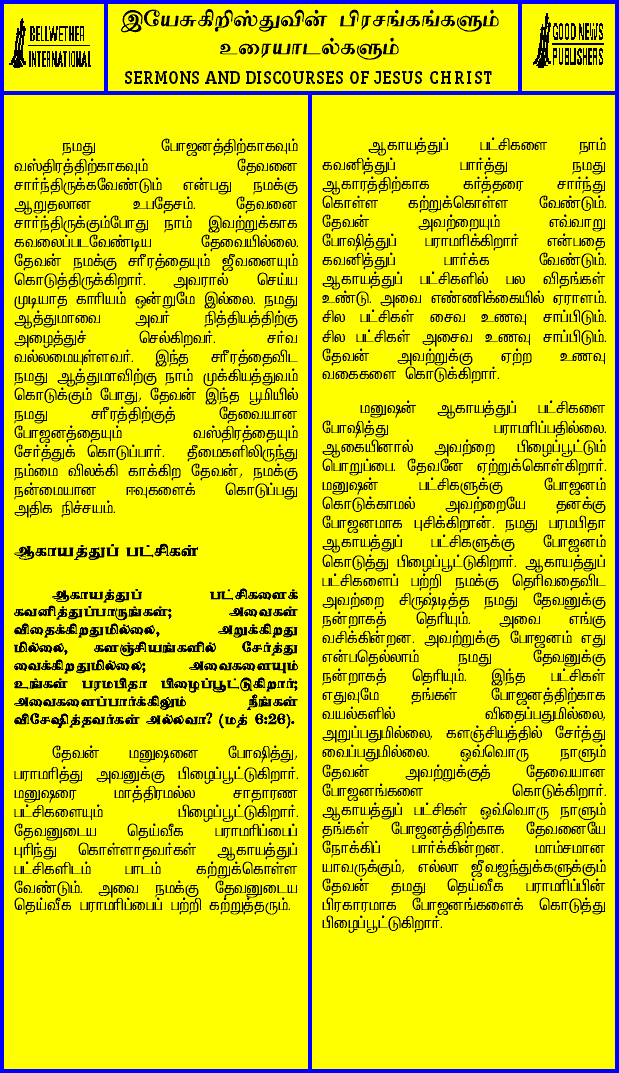 BELLWETHER
INTERNATIONAL
இயேசுகிறிஸ்துவின் பிரசங்கங்களும்
உரையாடல்களும்
SERMONS AND DISCOURSES OF JESUS CHRIST
GOOD NEWS
PUBLISHERS
நமது போஜனத்திற்காகவும்
வஸ்திரத்திற்காகவும் தேவனை
சார்ந்திருக்கவேண்டும் என்பது நமக்கு
ஆறுதலான உபதேசம். தேவனை
சார்ந்திருக்கும்போது நாம் இவற்றுக்காக
கவலைப்படவேண்டிய தேவையில்லை.
தேவன் நமக்கு சரீரத்தையும் ஜீவனையும்
கொடுத்திருக்கிறார். அவரால் செய்ய
முடியாத காரியம் ஒன்றுமே இல்லை. நமது
ஆத்துமாவை அவர் நித்தியத்திற்கு
அழைத்துச் செல்கிறவர். சர்வ
வல்லமையுள்ளவர். இந்த சரீரத்தைவிட
நமது ஆத்துமாவிற்கு நாம் முக்கியத்துவம்
கொடுக்கும் போது, தேவன் இந்த பூமியில்
நமது சரீரத்திற்குத் தேவையான
போஜனத்தையும் வஸ்திரத்தையும்
சேர்த்துக் கொடுப்பார். தீமைகளிலிருந்து
நம்மை விலக்கி காக்கிற தேவன், நமக்கு
நன்மையான ஈவுகளைக் கொடுப்பது
அதிக நிச்சயம்.
ஆகாயத்துப் பட்சிகள்
ஆகாயத்துப் பட்சிகளைக்
கவனித்துப்பாருங்கள்; அவைகள்
விதைக்கிறதுமில்லை, அறுக்கிறது
மில்லை, களஞ்சியங்களில் சேர்த்து
வைக்கிறதுமில்லை; அவைகளையும்
உங்கள் பரமபிதா பிழைப்பூட்டுகிறார்;
அவைகளைப்பார்க்கிலும் நீங்கள்
விசேஷித்தவர்கள் அல்லவா? (மத் 6:26).
தேவன் மனுஷனை போஷித்து,
பராமரித்து அவனுக்கு பிழைப்பூட்டுகிறார்.
மனுஷரை மாத்திரமல்ல சாதாரண
பட்சிகளையும் பிழைப்பூட்டுகிறார்.
தேவனுடைய தெய்வீக பராமரிப்பைப்
புரிந்து கொள்ளாதவர்கள் ஆகாயத்துப்
பட்சிகளிடம் பாடம் கற்றுக்கொள்ள
வேண்டும். அவை நமக்கு தேவனுடைய
தெய்வீக பராமரிப்பைப் பற்றி கற்றுத்தரும்.
ஆகாயத்துப் பட்சிகளை நாம்
கவனித்துப் பார்த்து நமது
ஆகாரத்திற்காக கர்த்தரை சார்ந்து
கொள்ள கற்றுக்கொள்ள வேண்டும்.
தேவன் அவற்றையும் எவ்வாறு
போஷித்துப் பராமரிக்கிறார் என்பதை
கவனித்துப் பார்க்க வேண்டும்.
ஆகாயத்துப் பட்சிகளில் பல விதங்கள்
உண்டு. அவை எண்ணிக்கையில் ஏராளம்.
சில பட்சிகள் சைவ உணவு சாப்பிடும்.
சில பட்சிகள் அசைவ உணவு சாப்பிடும்.
தேவன் அவற்றுக்கு ஏற்ற உணவு
வகைகளை கொடுக்கிறார்.
மனுஷன் ஆகாயத்துப் பட்சிகளை
போஷித்து பராமரிப்பதில்லை.
ஆகையினால் அவற்றை பிழைப்பூட்டும்
பொறுப்பை. தேவனே ஏற்றுக்கொள்கிறார்.
மனுஷன் பட்சிகளுக்கு போஜனம்
கொடுக்காமல் அவற்றையே தனக்கு
போஜனமாக புசிக்கிறான். நமது பரமபிதா
ஆகாயத்துப் பட்சிகளுக்கு போஜனம்
கொடுத்து பிழைப்பூட்டுகிறார். ஆகாயத்துப்
பட்சிகளைப் பற்றி நமக்கு தெரிவதைவிட
அவற்றை சிருஷ்டித்த நமது தேவனுக்கு
நன்றாகத் தெரியும். அவை எங்கு
வசிக்கின்றன. அவற்றுக்கு போஜனம் எது
என்பதெல்லாம் நமது தேவனுக்கு
நன்றாகத் தெரியும். இந்த பட்சிகள்
எதுவுமே தங்கள் போஜனத்திற்காக
வயல்களில் விதைப்பதுமில்லை,
அறுப்பதுமில்லை, களஞ்சியத்தில் சேர்த்து
வைப்பதுமில்லை. ஒவ்வொரு நாளும்
தேவன் அவற்றுக்குத் தேவையான
போஜனங்களை கொடுக்கிறார்.
ஆகாயத்துப் பட்சிகள் ஒவ்வொரு நாளும்
தங்கள் போஜனத்திற்காக தேவனையே
நோக்கிப் பார்க்கின்றன. மாம்சமான
யாவருக்கும், எல்லா ஜீவஜந்துக்களுக்கும்
தேவன் தமது தெய்வீக பராமரிப்பின்
பிரகாரமாக போஜனங்களைக் கொடுத்து
பிழைப்பூட்டுகிறார்.